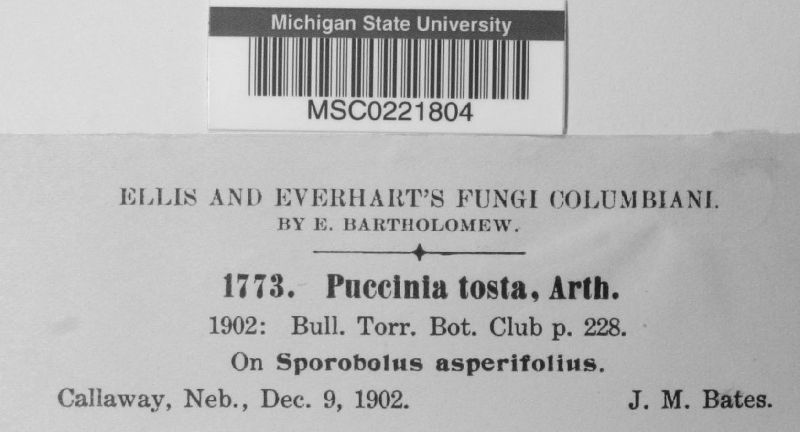 Michigan State University
MSC0221804
ELLIS AND EVERHART'S FUNGI COLUMBIANI.
BY E. BARTHOLOMEW.
1773. Puccinia tosta, Arth.
1902: Bull. Torr. Bot. Club p. 228.
On Sporobolus asperifolius.
Callaway, Neb., Dec. 9, 1902. J. M. Bates.